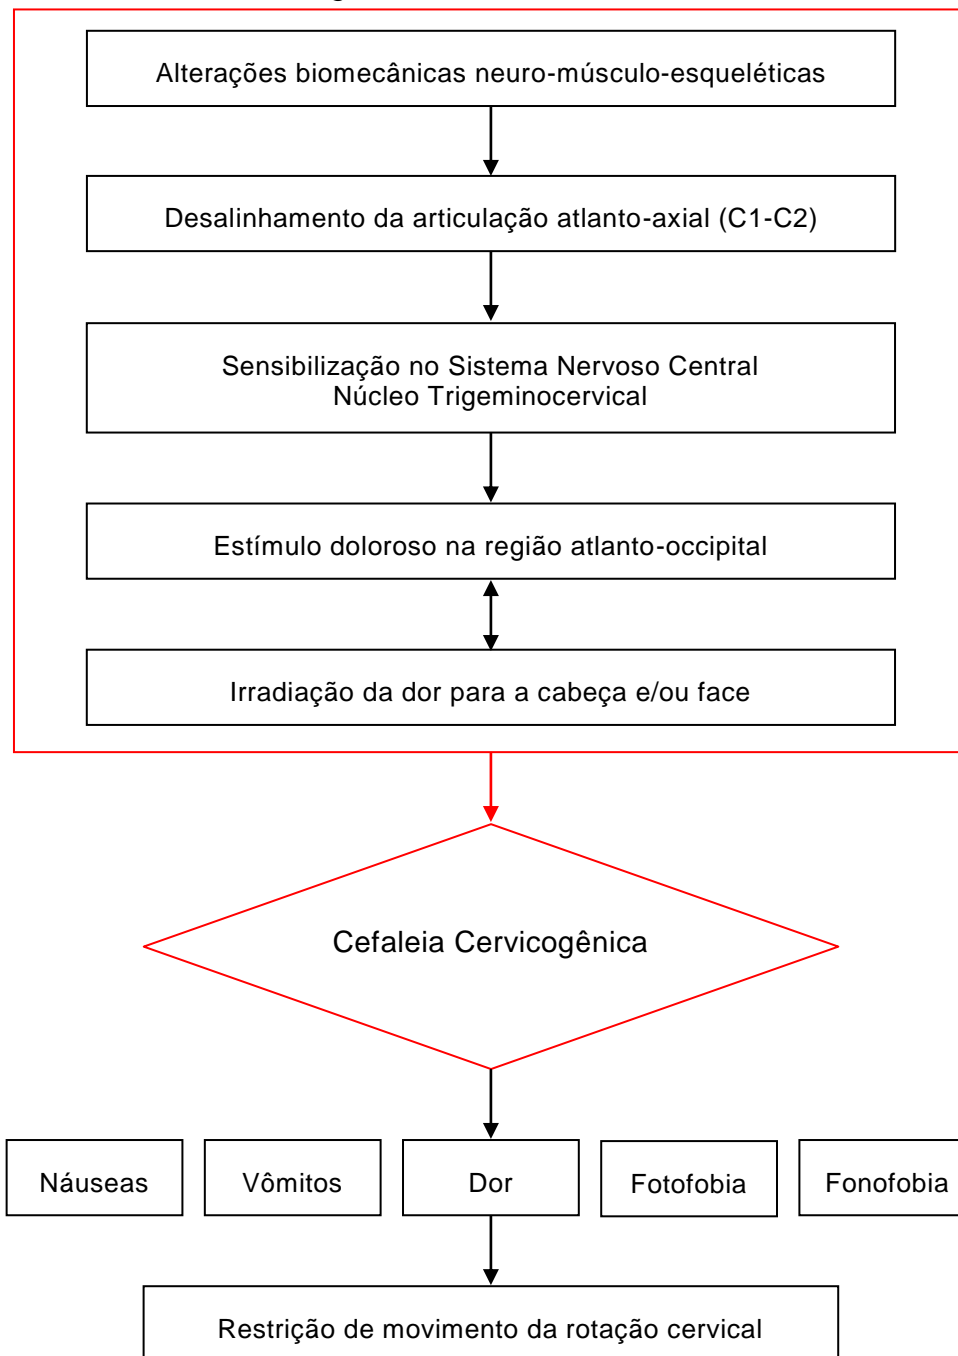 Alterações biomecânicas neuro-músculo-esqueléticas
Desalinhamento da articulação atlanto-axial (C1-C2)
Sensibilização no Sistema Nervoso Central
Núcleo Trigeminocervical
Estímulo doloroso na região atlanto-occipital
Irradiação da dor para a cabeça e/ou face
Cefaleia Cervicogênica
Náuseas
Vômitos
Dor
Fotofobia
Fonofobia
Restrição de movimento da rotação cervical